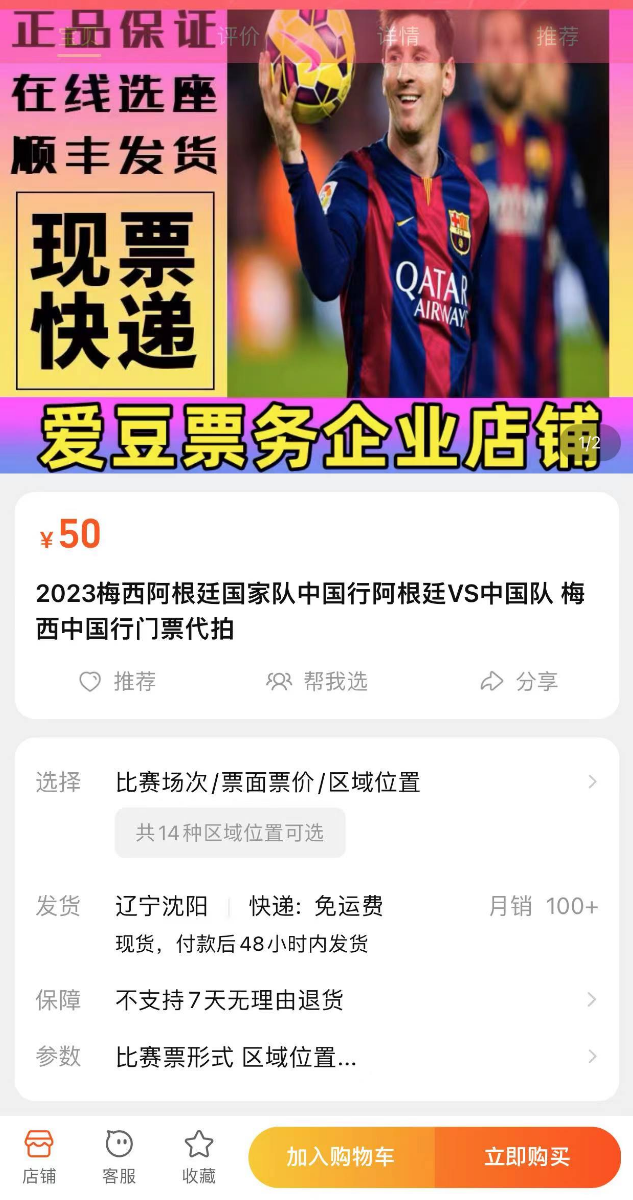 正品保证
主页
评价
详情
推荐
在线选座
顺丰发货
现票
快递
QATAR
AIRWAYS
爱豆票务企业店铺
1/2
¥50
2023梅西阿根廷国家队中国行阿根廷VS中国队 梅
西中国行门票代拍
推荐
帮我选
分享
选择 比赛场次/票面票价/区域位置
共14种区域位置可选
发货 辽宁沈阳 | 快递: 免运费 月销 100+
现货，付款后48小时内发货
保障 不支持7天无理由退货
参数 比赛票形式 区域位置...
店铺
客服
收藏
加入购物车
立即购买